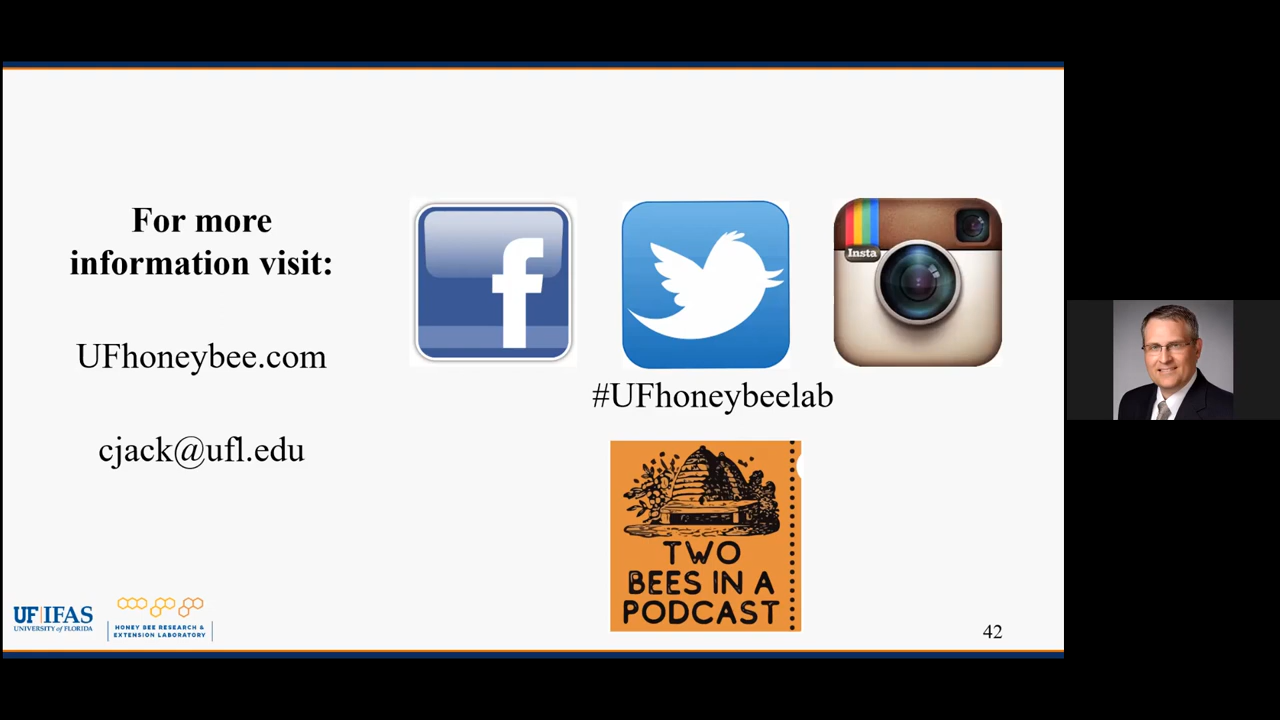 For more
information visit:
UFhoneybee.com
cjack@ufl.edu
f
Insta
#UFhoneybeelab
TWO
BEES IN A
PODCAST
UF|IFAS
UNIVERSITY of FLORIDA
HONEY BEE RESEARCH &
EXTENSION LABORATORY
42